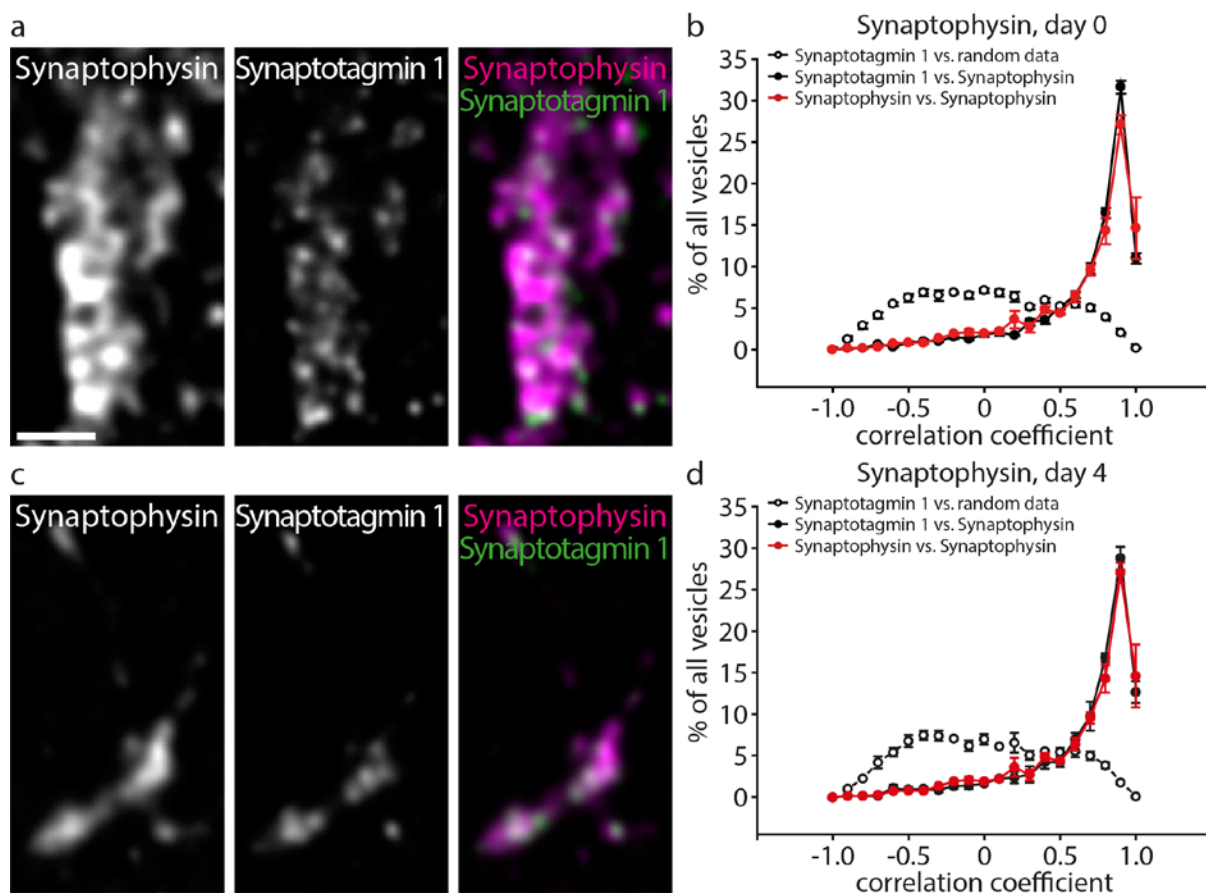 a
Synaptophysin
Synaptotagmin 1
Synaptophysin
Synaptotagmin 1
b
Synaptophysin, day 0
Synaptotagmin 1 vs. random data
Synaptotagmin 1 vs. Synaptophysin
Synaptophysin vs. Synaptophysin
% of all vesicles
35
30
25
20
15
10
5
0
-1.0 -0.5 0 0.5 1.0
correlation coefficient
c
Synaptophysin
Synaptotagmin 1
Synaptophysin
Synaptotagmin 1
d
Synaptophysin, day 4
Synaptotagmin 1 vs. random data
Synaptotagmin 1 vs. Synaptophysin
Synaptophysin vs. Synaptophysin
% of all vesicles
35
30
25
20
15
10
5
0
-1.0 -0.5 0 0.5 1.0
correlation coefficient